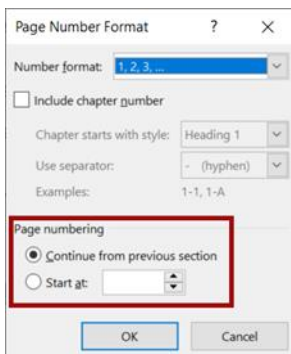 Page Number Format ? ×
Number format: 1, 2, 3, ...
Include chapter number
Chapter starts with style: Heading 1
Use separator: - (hyphen)
Examples: 1-1, 1-A
Page numbering
Continue from previous section
Start at:
OK Cancel